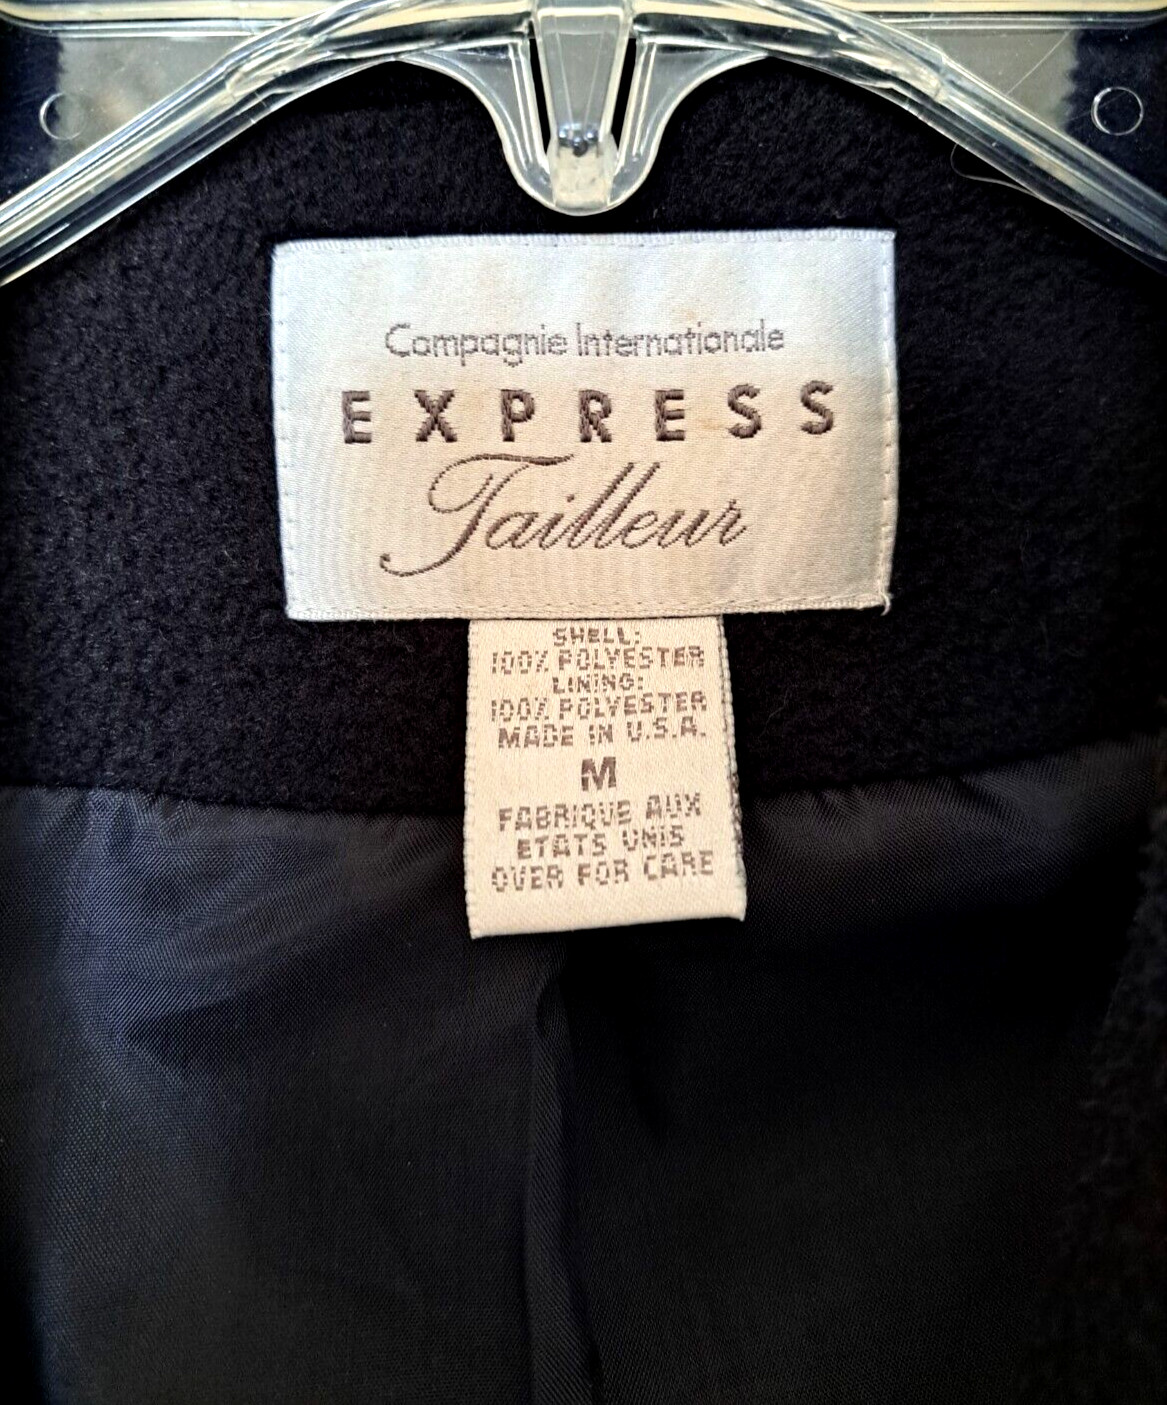 Compagnie Internationale
EXPRESS
Tailleur
SHELL:
100% POLYESTER
LINING:
100% POLYESTER
MADE IN U.S.A.
M
FABRIQUE AUX
ETATS UNIS
OVER FOR CARE